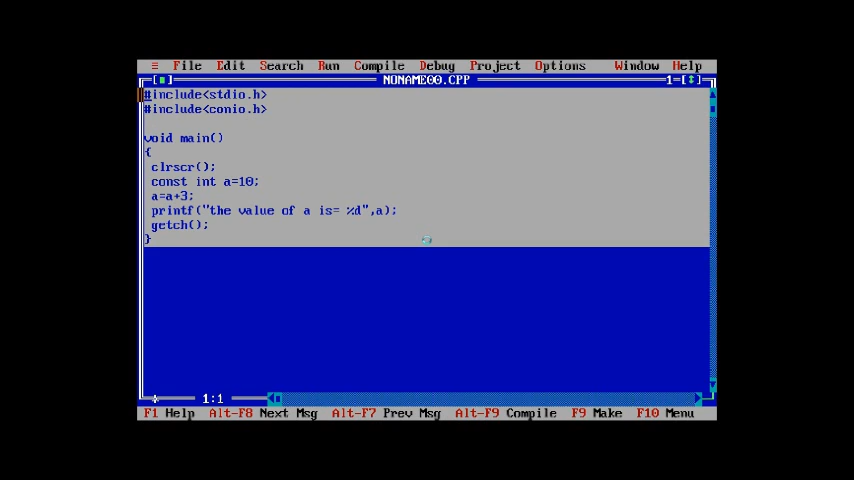 ≡ File Edit Search Run Compile Debug Project Options Window Help
NONAME00.CPP 1=[↕]
#include<stdio.h>
#include<conio.h>
void main()
{
clrscr();
const int a=10;
a=a+3;
printf("the value of a is= %d",a);
getch();
}
1:1
F1 Help Alt-F8 Next Msg Alt-F7 Prev Msg Alt-F9 Compile F9 Make F10 Menu